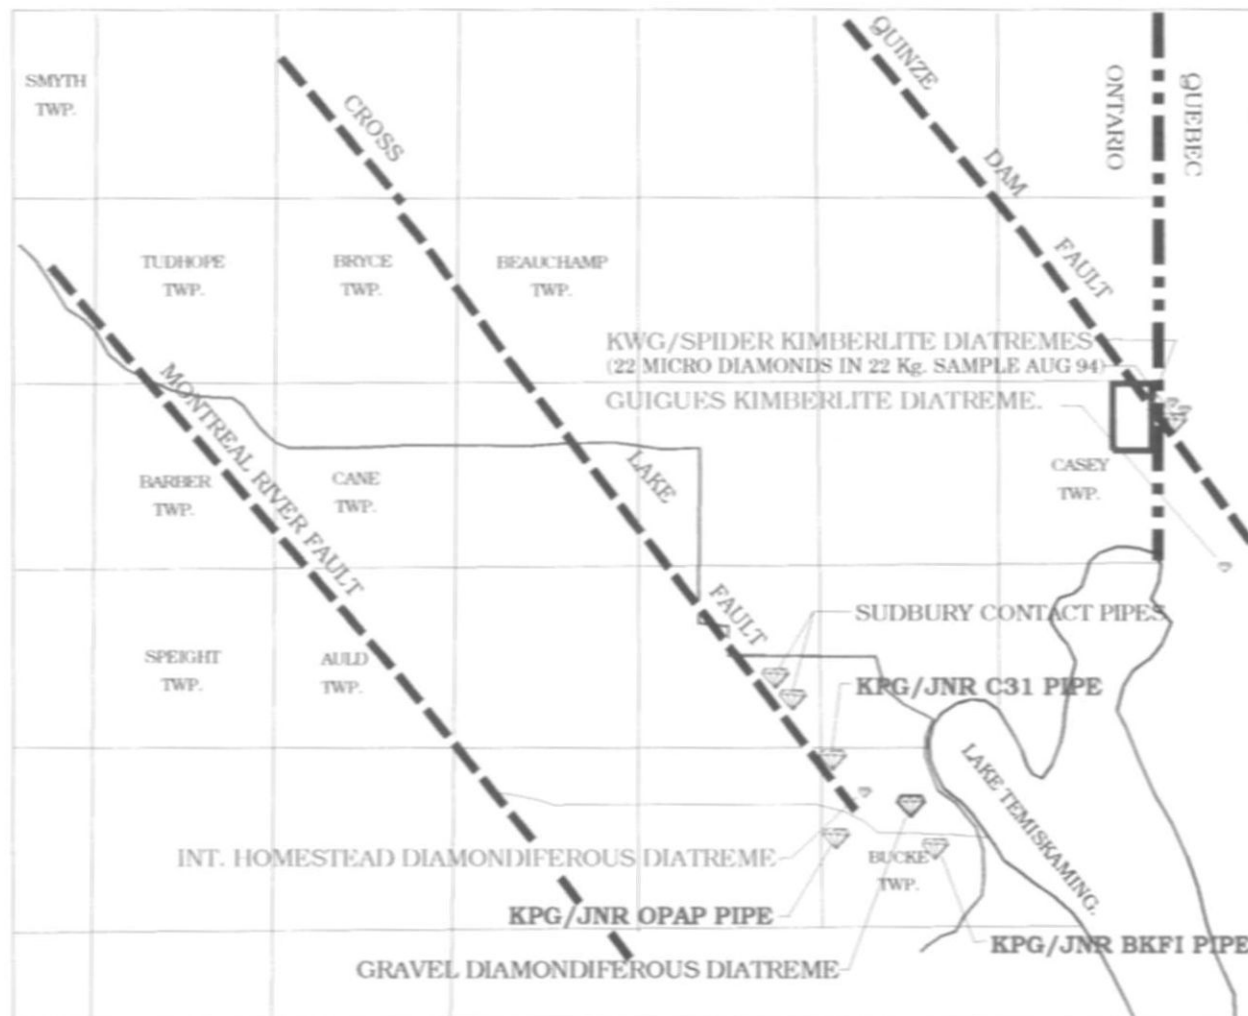 SMYTH
TWP.
CROSS
QUINZE
DAM
FAULT
ONTARIO
QUEBEC
TUDHOPE
TWP.
BRYCE
TWP.
BEAUCHAMP
TWP.
KWG/SPIDER KIMBERLITE DIATREMES
(22 MICRO DIAMONDS IN 22 Kg. SAMPLE AUG 94)
GUIGUES KIMBERLITE DIATREME.
MONTREAL RIVER FAULT
BARBER
TWP.
CANE
TWP.
LAKE
CASEY
TWP.
FAULT
SUDBURY CONTACT PIPES
SPEIGHT
TWP.
AULD
TWP.
KPG/JNR C31 PIPE
LAKE TEMISKAMING.
INT. HOMESTEAD DIAMONDIFEROUS DIATREME
BUCKE
TWP.
KPG/JNR OPAP PIPE
KPG/JNR BKFI PIPE
GRAVEL DIAMONDIFEROUS DIATREME